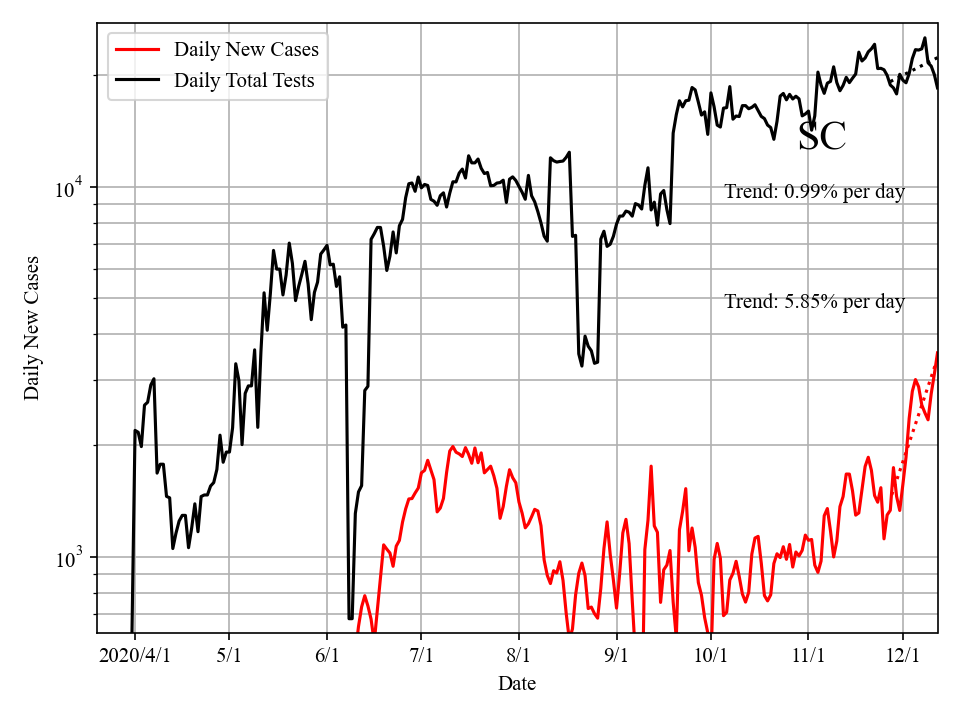 Daily New Cases
Daily Total Tests
SC
10^4
Trend: 0.99% per day
Trend: 5.85% per day
Daily New Cases
10^3
2020/4/1 5/1 6/1 7/1 8/1 9/1 10/1 11/1 12/1
Date